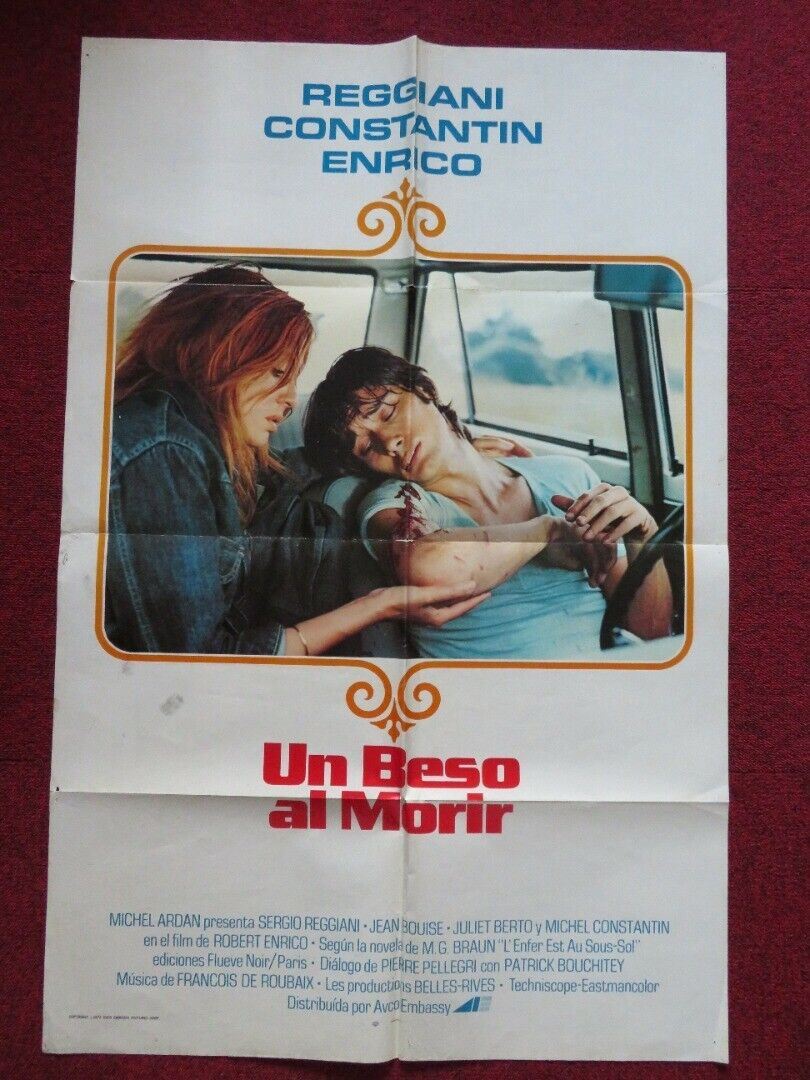 REGGIANI
CONSTANTIN
ENRICO
Un Beso
al Morir
MICHEL ARDAN presenta SERGIO REGGIANI • JEAN BOUISE • JULIET BERTO y MICHEL CONSTANTIN
en el film de ROBERT ENRICO • Según la novela de M.G. BRAUN "L'Enfer Est Au Sous-Sol"
ediciones Flueve Noir/Paris • Diálogo de PIERRE PELLEGRI con PATRICK BOUCHITEY
Música de FRANCOIS DE ROUBAIX • Les productions BELLES-RIVES • Techniscope-Eastmancolor
Distribuída por Avco Embassy AE